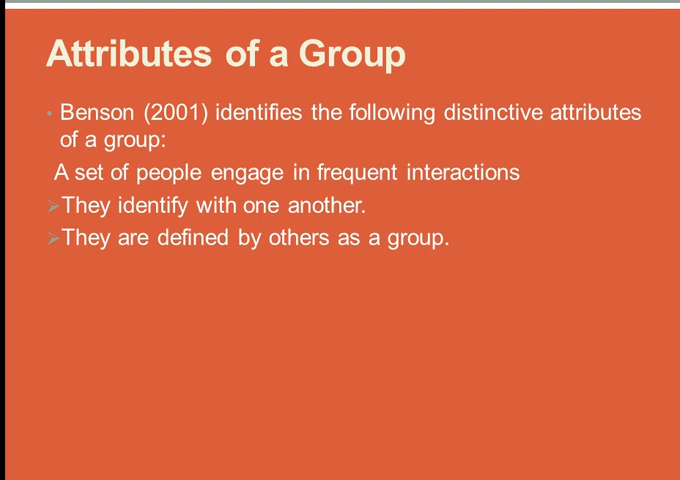 Attributes of a Group
• Benson (2001) identifies the following distinctive attributes
of a group:
A set of people engage in frequent interactions
➢They identify with one another.
➢They are defined by others as a group.